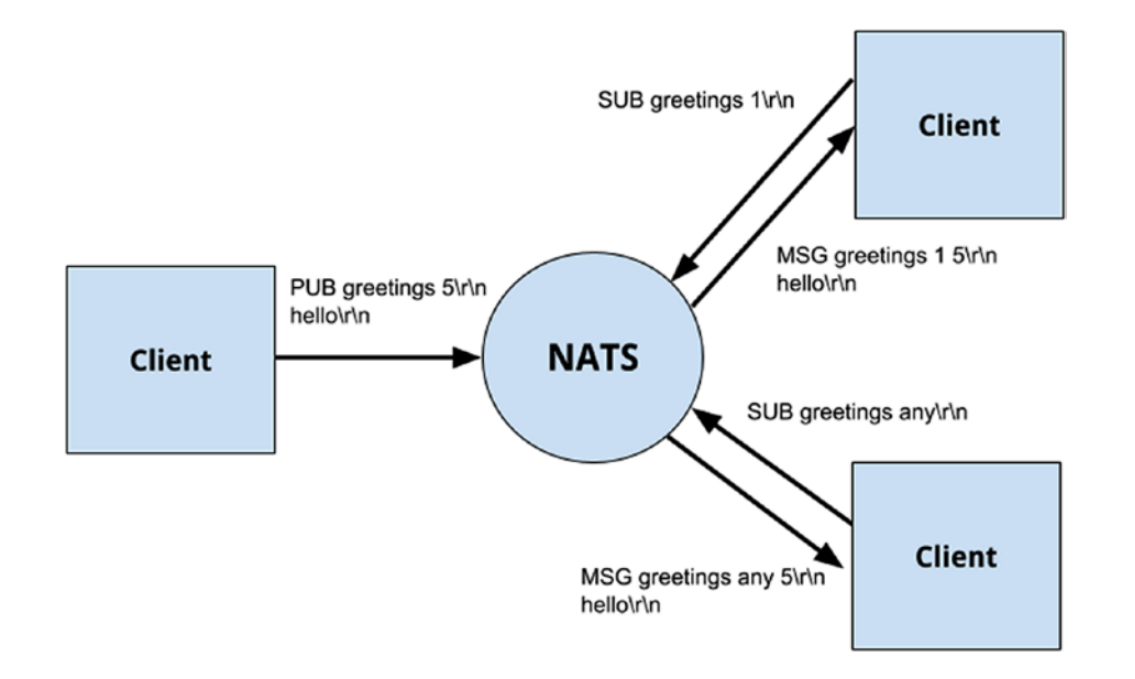 SUB greetings 1\r\n
Client
MSG greetings 1 5\r\n
hello\r\n
PUB greetings 5\r\n
hello\r\n
Client
NATS
SUB greetings any\r\n
Client
MSG greetings any 5\r\n
hello\r\n